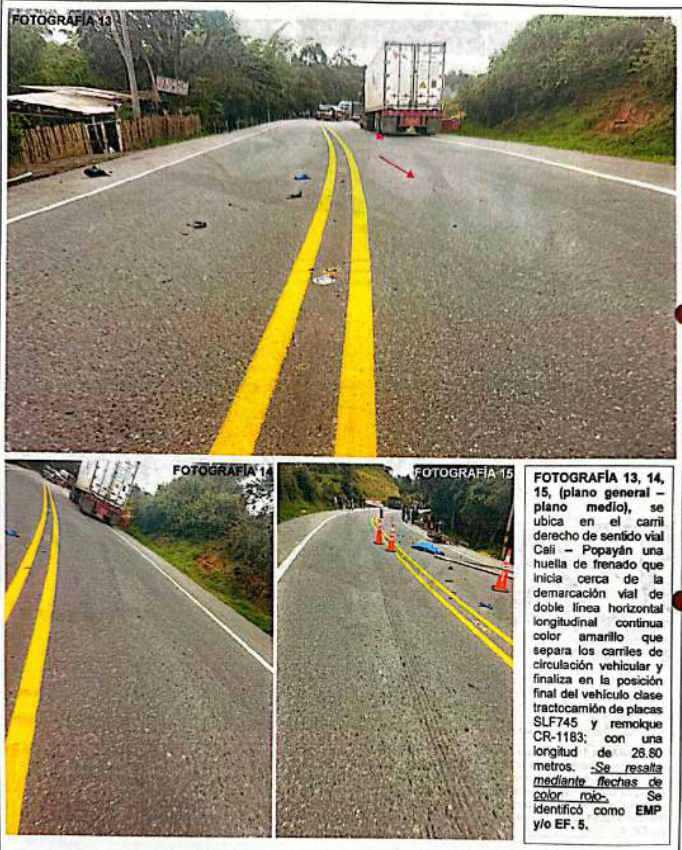 FOTOGRAFÍA 13
FOTOGRAFÍA 14
FOTOGRAFÍA 15
FOTOGRAFÍA 13, 14,
15, (plano general –
plano medio), se
ubica en el carril
derecho de sentido vial
Cali – Popayán una
huella de frenado que
inicia cerca de la
demarcación vial de
doble línea horizontal
longitudinal continua
color amarillo que
separa los carriles de
circulación vehicular y
finaliza en la posición
final del vehículo clase
tractocamión de placas
SLF745 y remolque
CR-1183; con una
longitud de 26.80
metros. -Se resalta
mediante flechas de
color rojo-. Se
identificó como EMP
y/o EF. 5.